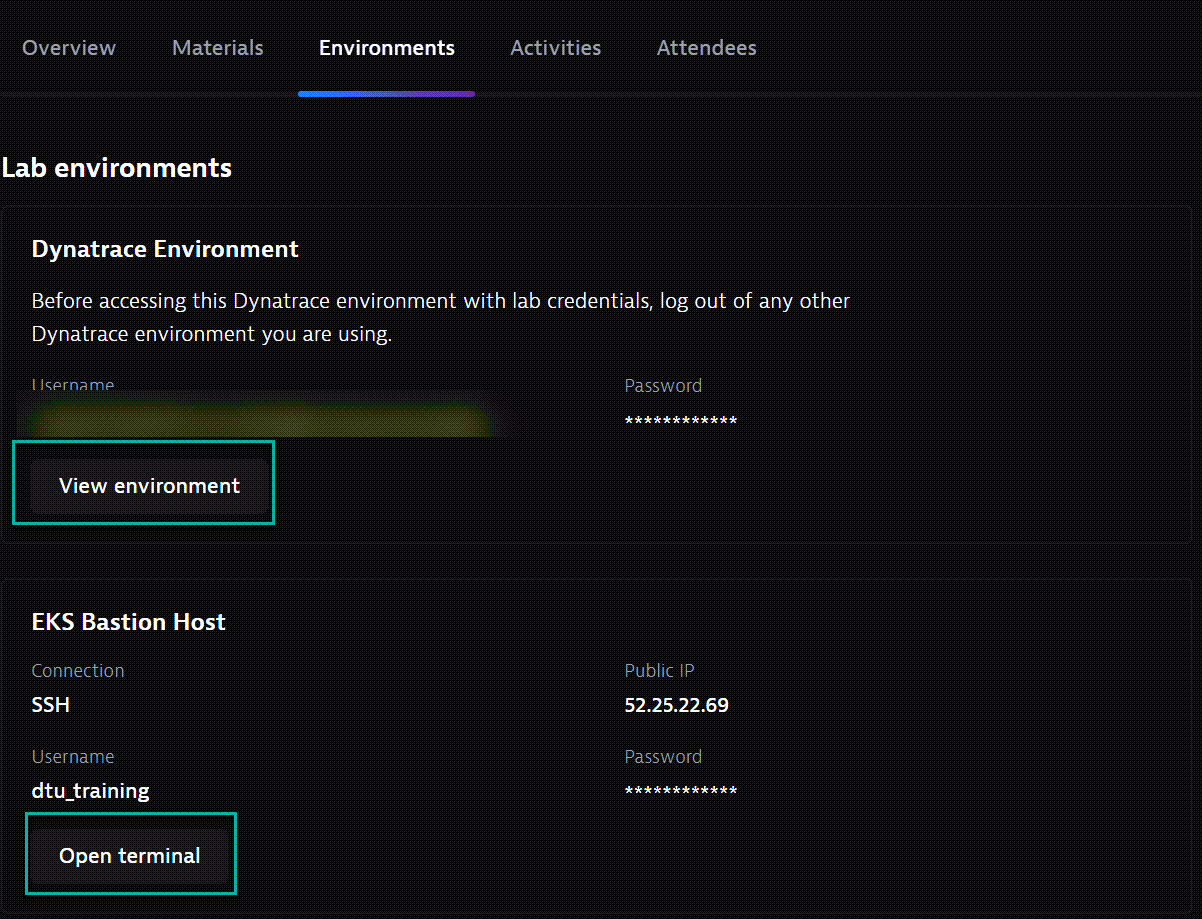 Overview Materials Environments Activities Attendees
Lab environments
Dynatrace Environment
Before accessing this Dynatrace environment with lab credentials, log out of any other
Dynatrace environment you are using.
Username Password
************
View environment
EKS Bastion Host
Connection Public IP
SSH 52.25.22.69
Username Password
dtu_training ************
Open terminal